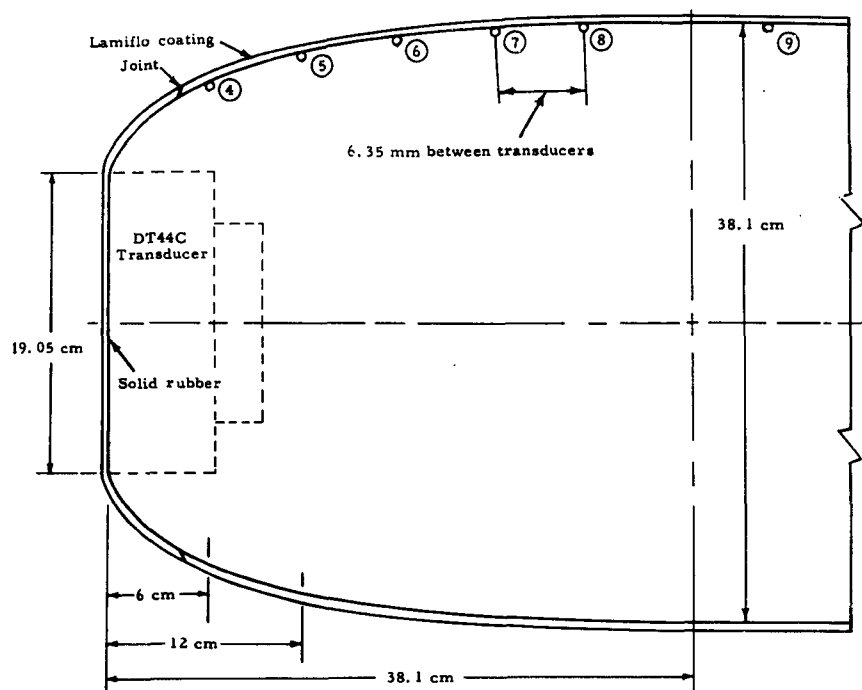 Lamiflo coating
Joint
④
⑤
⑥
⑦
⑧
⑨
6.35 mm between transducers
DT44C
Transducer
38.1 cm
19.05 cm
Solid rubber
6 cm
12 cm
38.1 cm